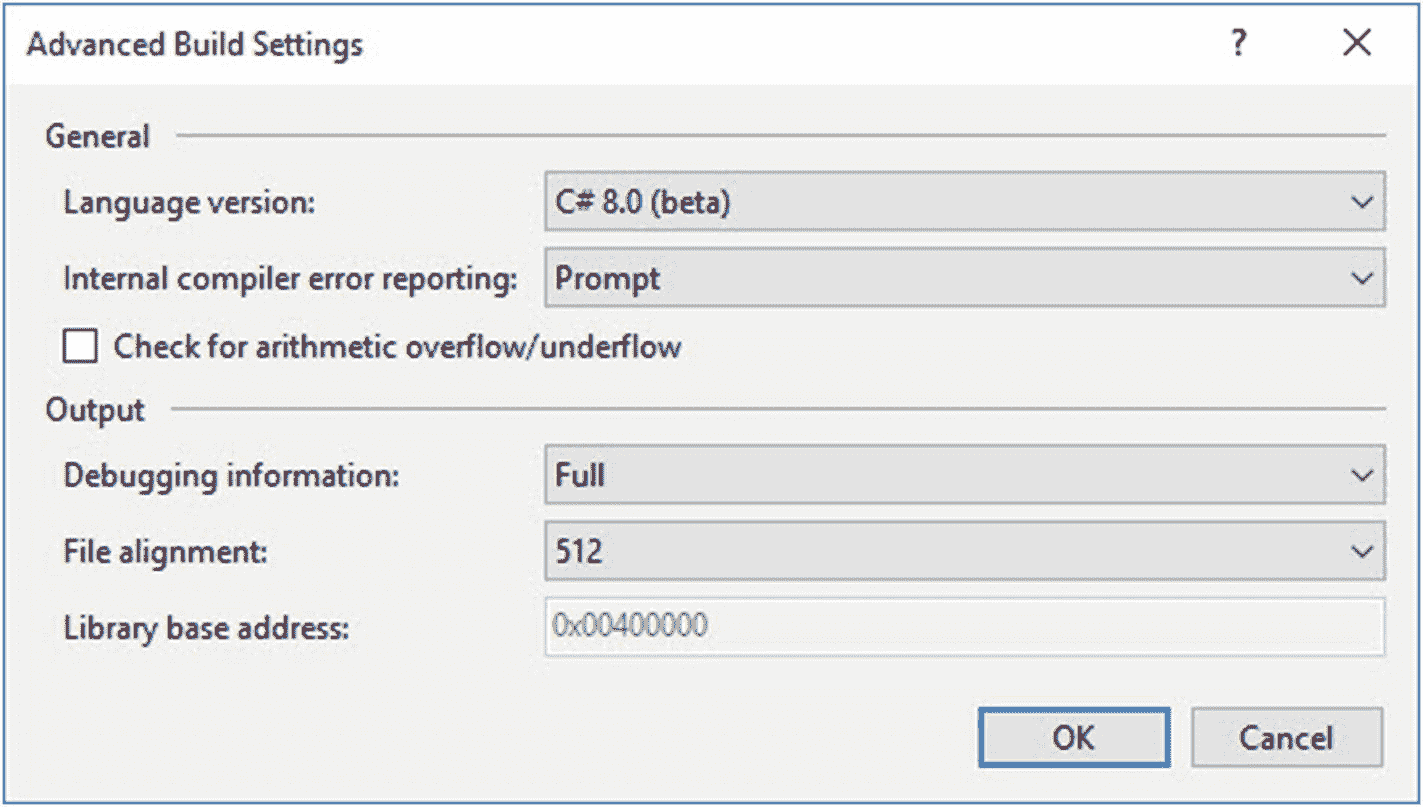 Advanced Build Settings ?
General
Language version: C# 8.0 (beta)
Internal compiler error reporting: Prompt
Check for arithmetic overflow/underflow
Output
Debugging information: Full
File alignment: 512
Library base address: 0x00400000
OK Cancel